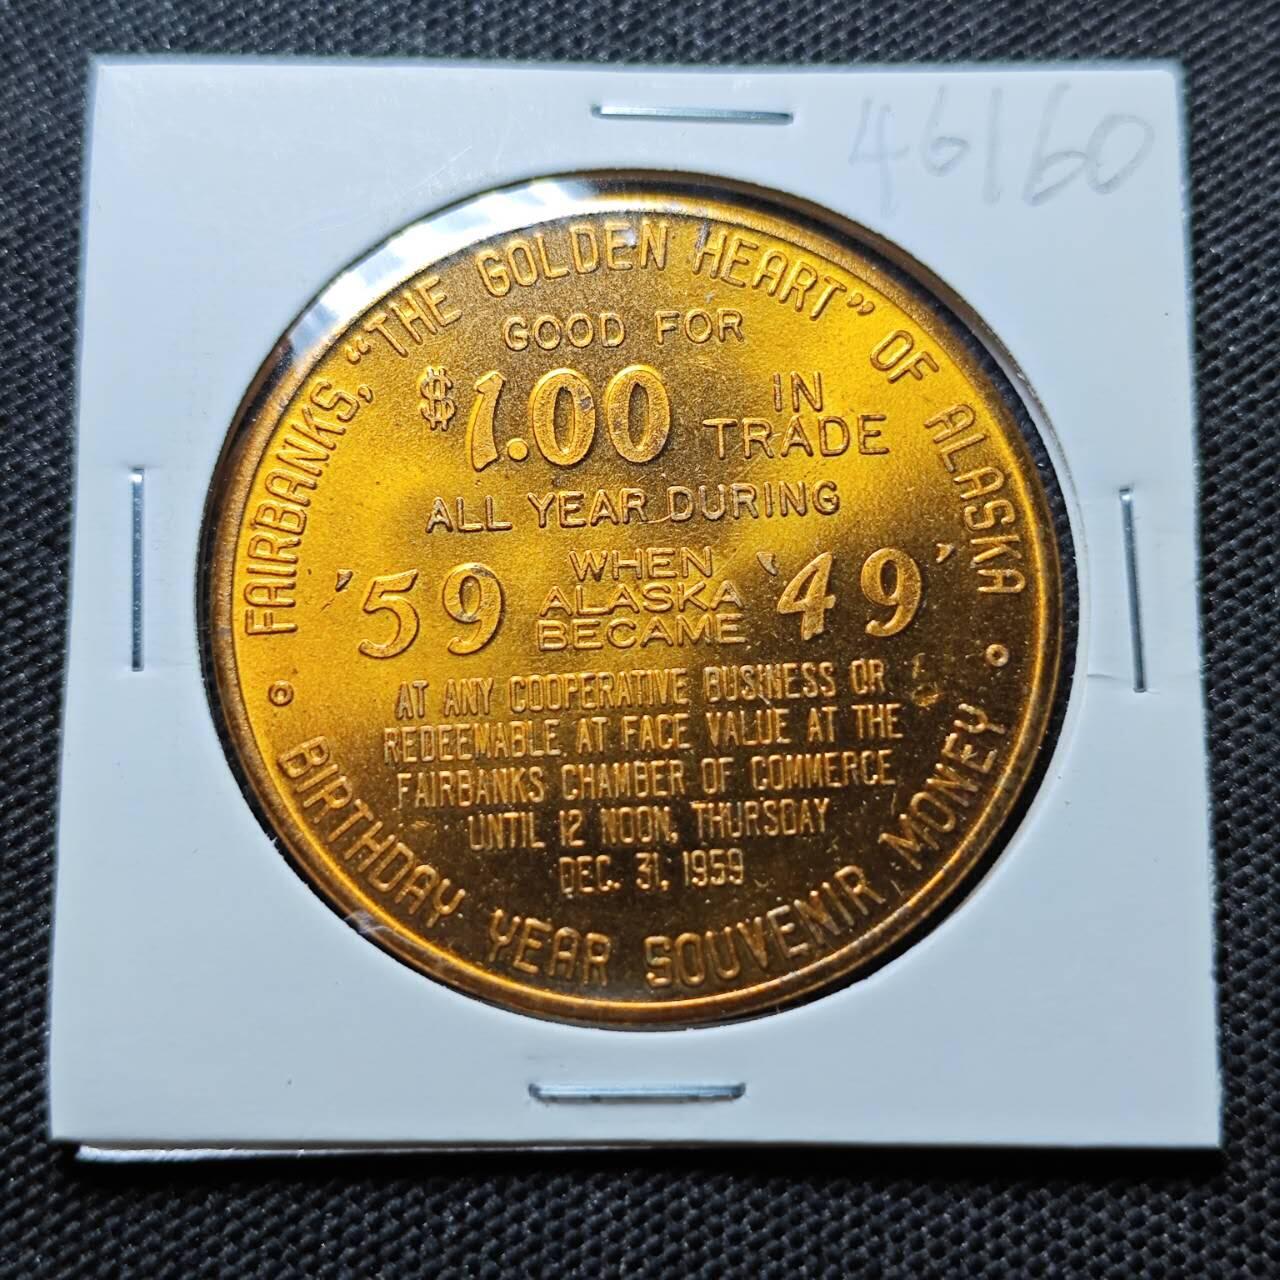 46160
FAIRBANKS, "THE GOLDEN HEART" OF ALASKA
GOOD FOR
$1.00 IN TRADE
ALL YEAR DURING
'59 WHEN ALASKA BECAME '49'
AT ANY COOPERATIVE BUSINESS OR
REDEEMABLE AT FACE VALUE AT THE
FAIRBANKS CHAMBER OF COMMERCE
UNTIL 12 NOON, THURSDAY
DEC. 31, 1959
BIRTHDAY YEAR SOUVENIR MONEY